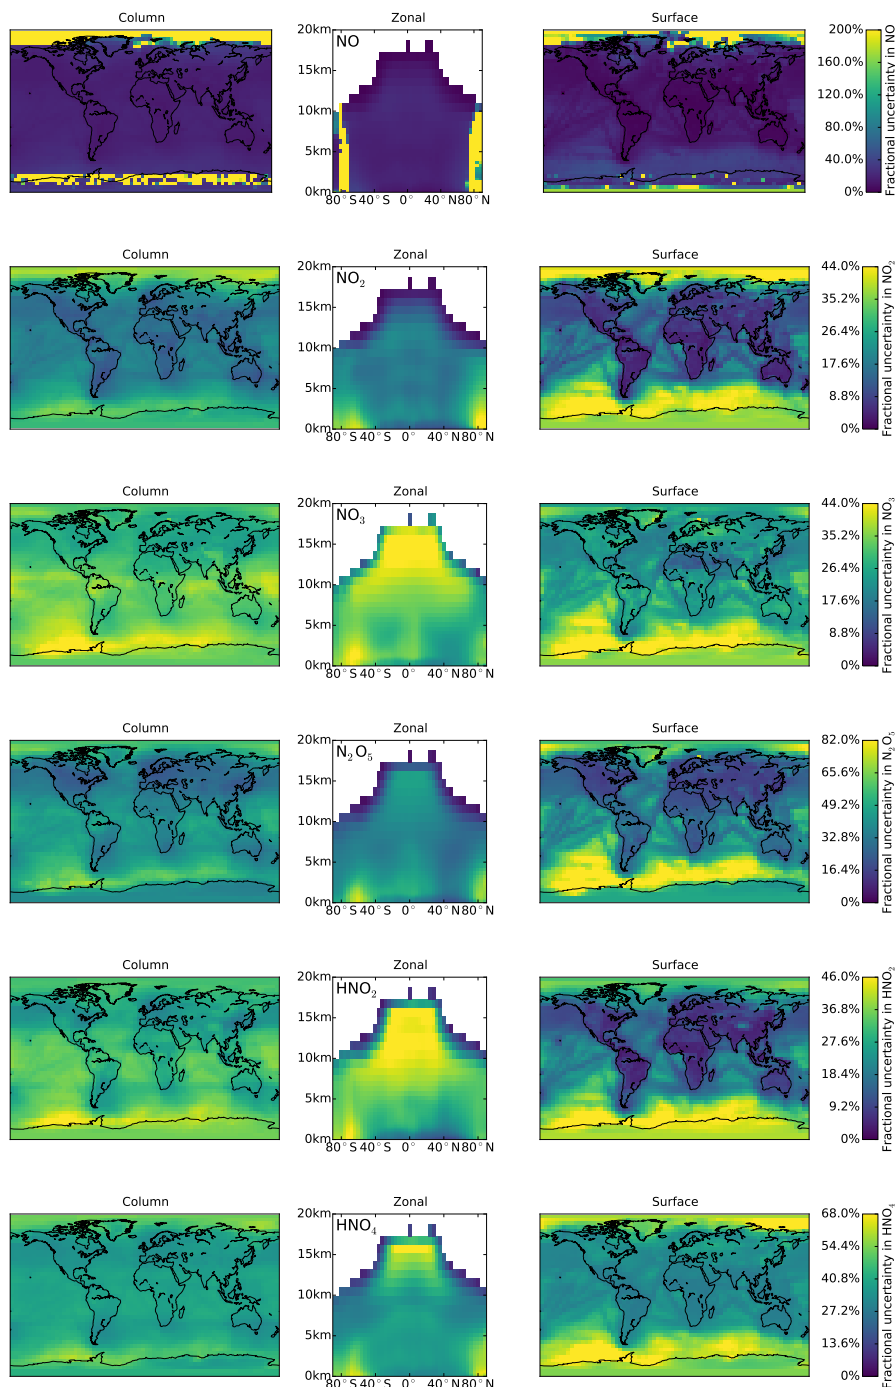 Column Zonal Surface
20km NO 200%
15km 160.0%
10km 120.0%
5km 80.0%
0km 40.0%
80°S 40°S 0° 40°N 80°N 0%
Fractional uncertainty in NO
Column Zonal Surface
20km NO₂ 44.0%
15km 35.2%
10km 26.4%
5km 17.6%
0km 8.8%
80°S 40°S 0° 40°N 80°N 0%
Fractional uncertainty in NO₂
Column Zonal Surface
20km NO₃ 44.0%
15km 35.2%
10km 26.4%
5km 17.6%
0km 8.8%
80°S 40°S 0° 40°N 80°N 0%
Fractional uncertainty in NO₃
Column Zonal Surface
20km N₂O₅ 82.0%
15km 65.6%
10km 49.2%
5km 32.8%
0km 16.4%
80°S 40°S 0° 40°N 80°N 0%
Fractional uncertainty in N₂O₅
Column Zonal Surface
20km HNO₂ 46.0%
15km 36.8%
10km 27.6%
5km 18.4%
0km 9.2%
80°S 40°S 0° 40°N 80°N 0%
Fractional uncertainty in HNO₂
Column Zonal Surface
20km HNO₄ 68.0%
15km 54.4%
10km 40.8%
5km 27.2%
0km 13.6%
80°S 40°S 0° 40°N 80°N 0%
Fractional uncertainty in HNO₄